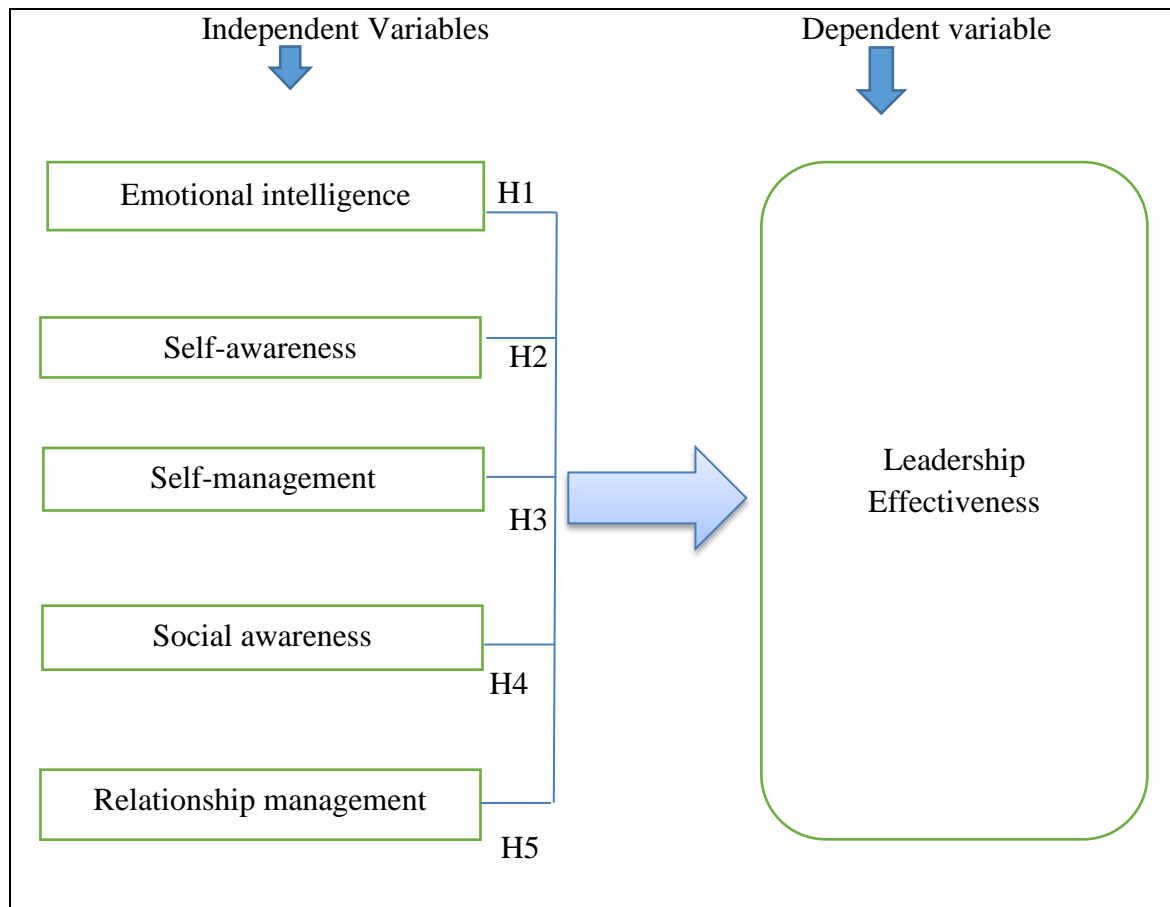 Independent Variables
Dependent variable
Emotional intelligence
H1
Self-awareness
H2
Self-management
H3
Social awareness
H4
Relationship management
H5
Leadership
Effectiveness